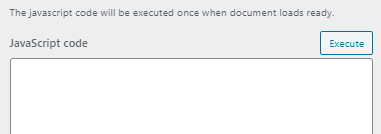 The javascript code will be executed once when document loads ready.
JavaScript code
Execute